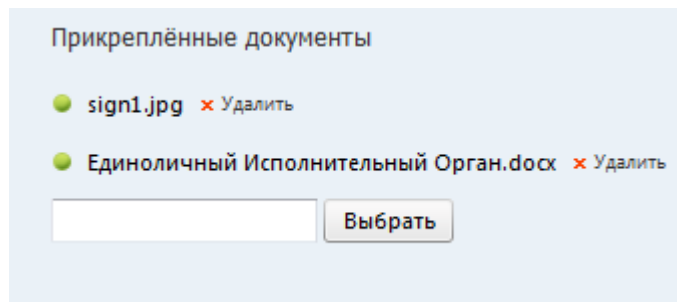 Прикреплённые документы
sign1.jpg × Удалить
Единоличный Исполнительный Орган.docx × Удалить
Выбрать